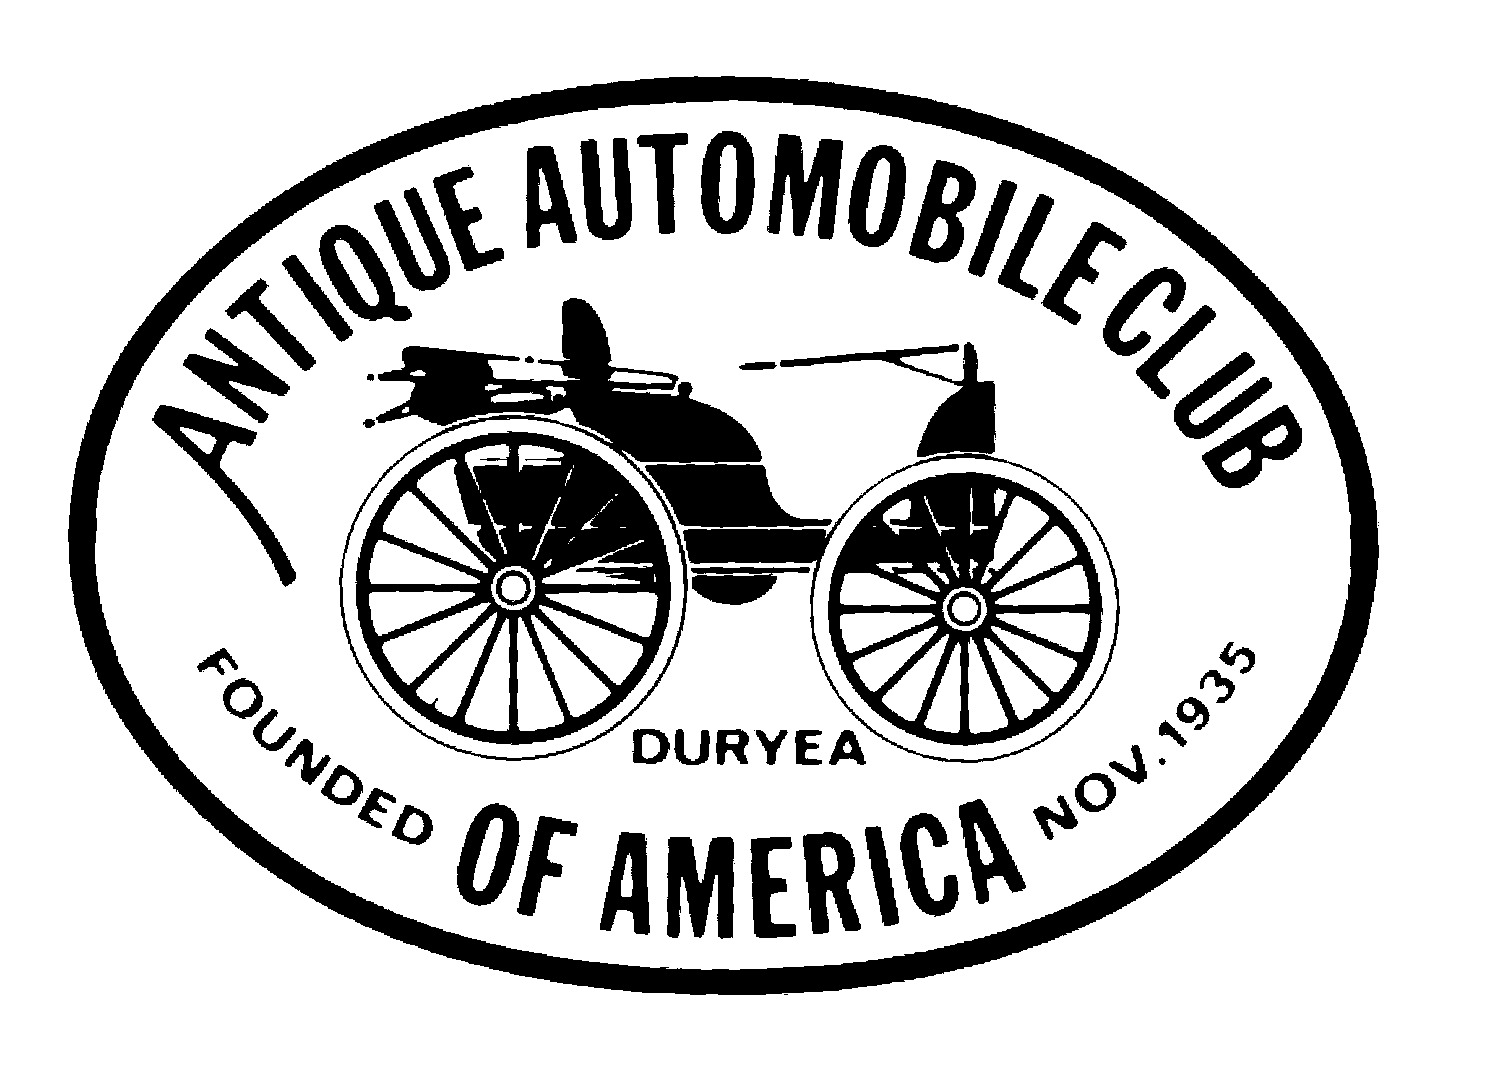 ANTIQUE AUTOMOBILE CLUB
DURYEA
FOUNDED NOV. 1935
OF AMERICA